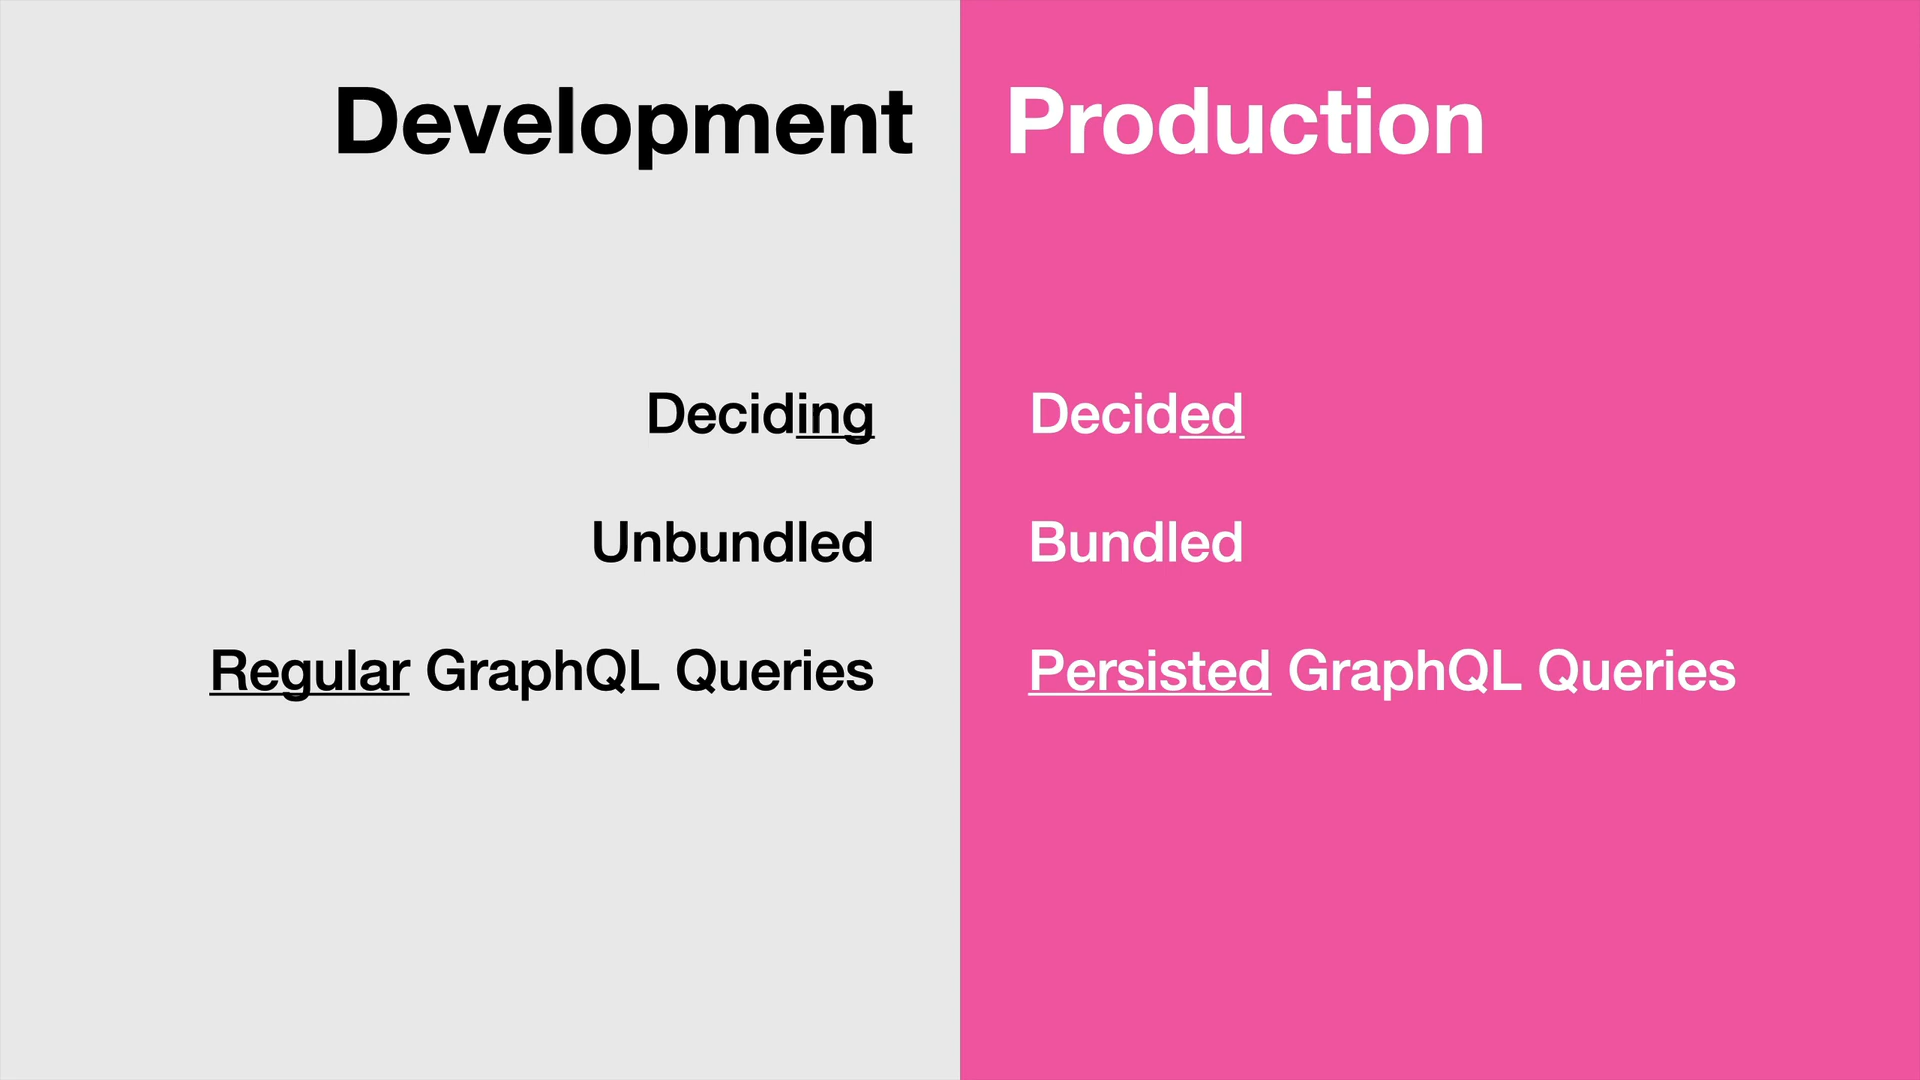 Development
Production
Deciding
Decided
Unbundled
Bundled
Regular GraphQL Queries
Persisted GraphQL Queries